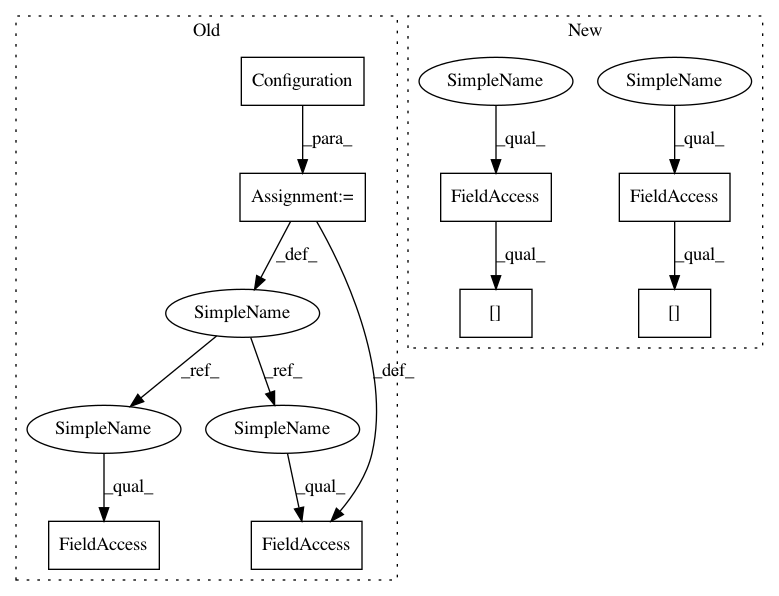 Old
New
Configuration
SimpleName
SimpleName
_para_
_qual_
_qual_
Assignment:=
FieldAccess
FieldAccess
_def_
_qual_
_qual_
SimpleName
[]
[]
_ref_
_ref_
_def_
SimpleName
SimpleName
_qual_
_qual_
FieldAccess
FieldAccess